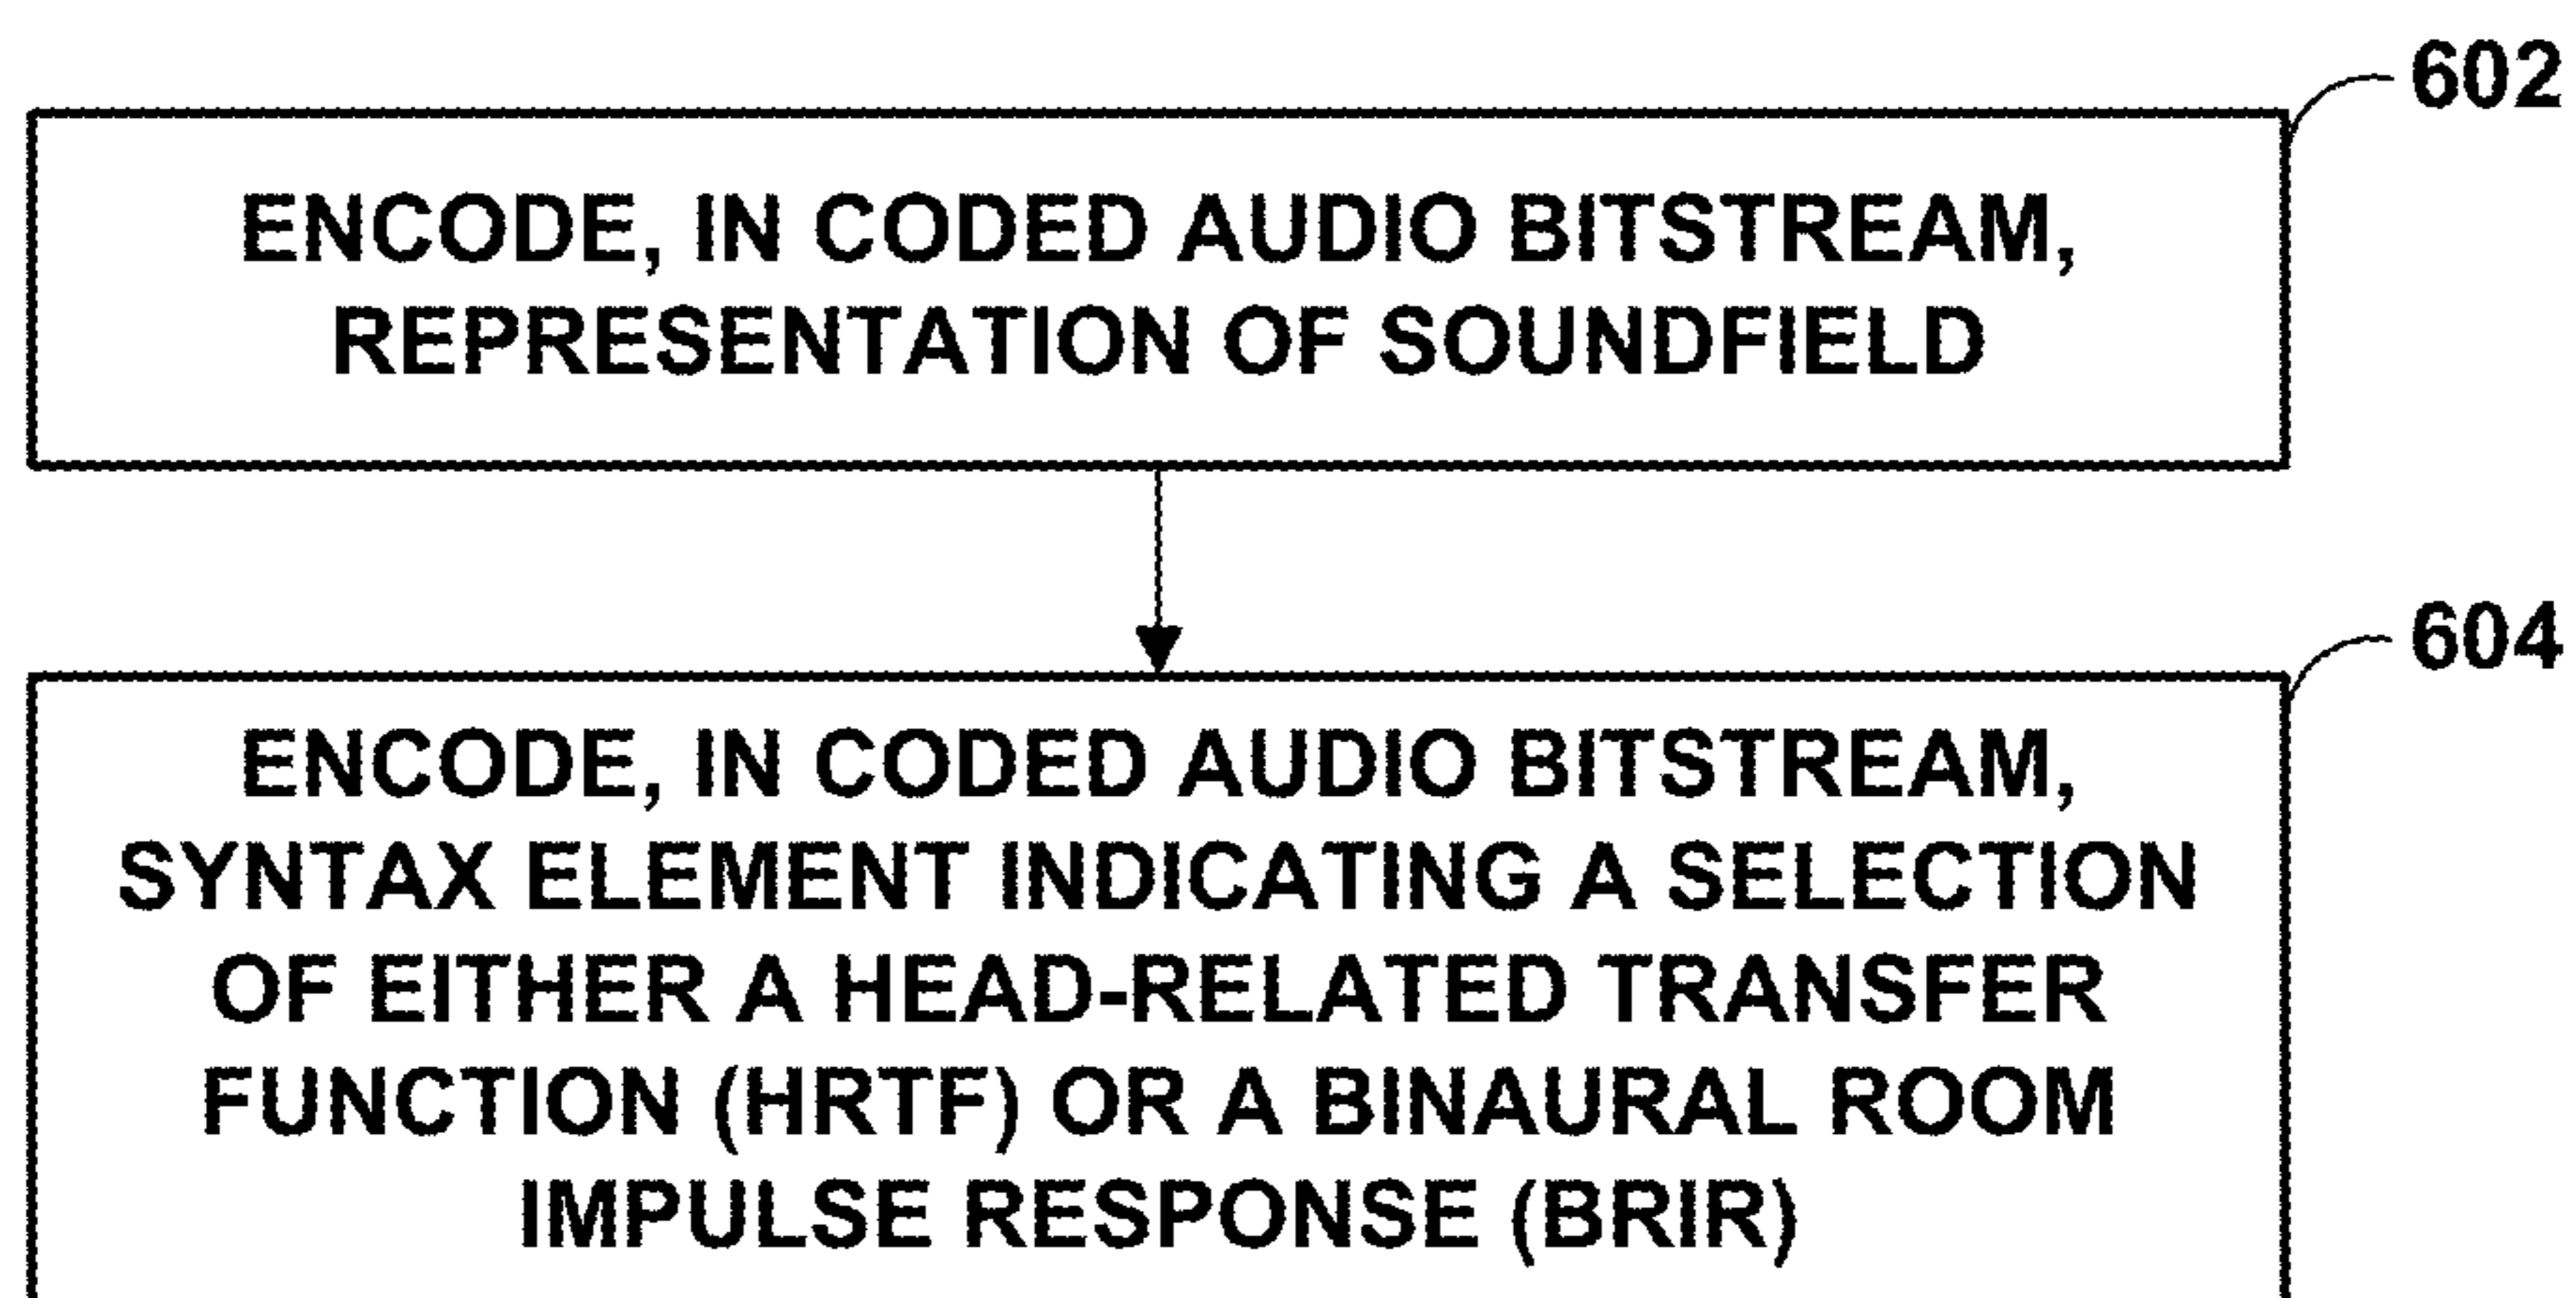 602
ENCODE, IN CODED AUDIO BITSTREAM,
REPRESENTATION OF SOUNDFIELD
604
ENCODE, IN CODED AUDIO BITSTREAM,
SYNTAX ELEMENT INDICATING A SELECTION
OF EITHER A HEAD-RELATED TRANSFER
FUNCTION (HRTF) OR A BINAURAL ROOM
IMPULSE RESPONSE (BRIR)